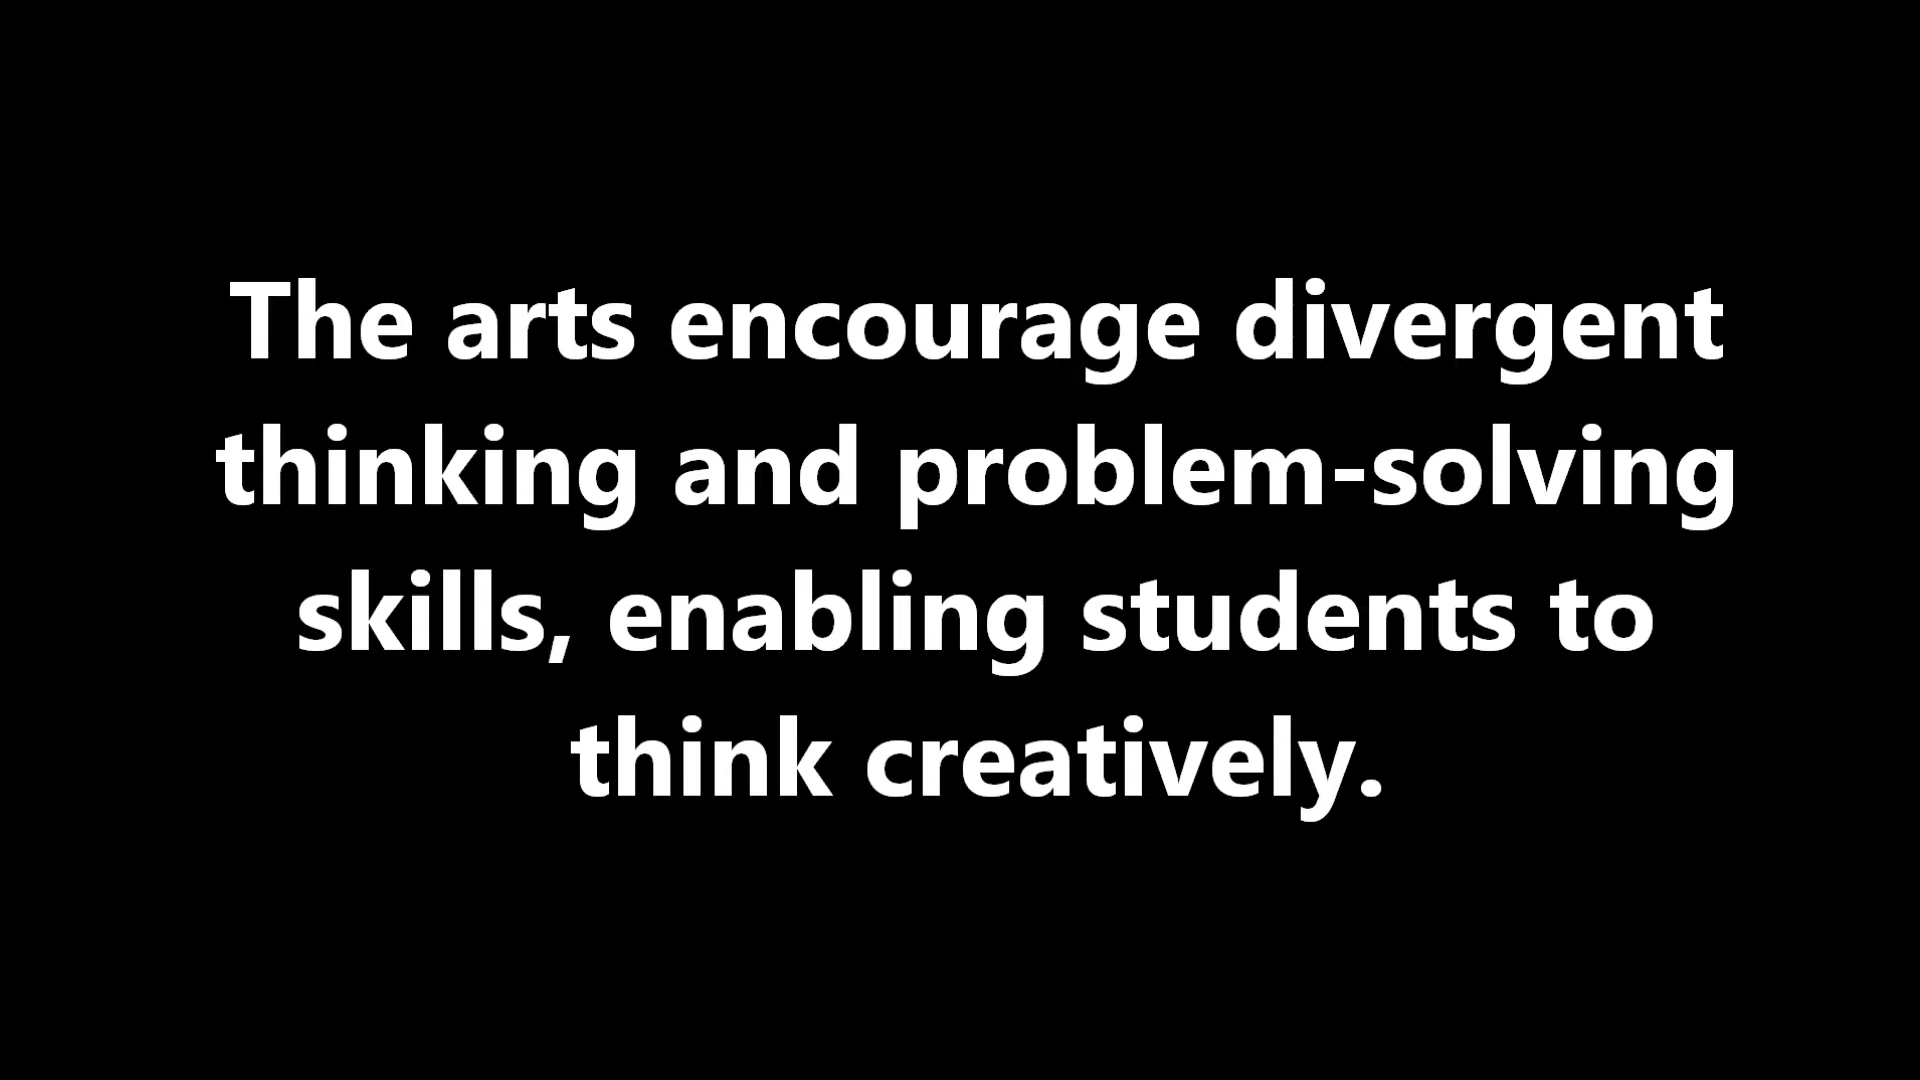 The arts encourage divergent
thinking and problem-solving
skills, enabling students to
think creatively.